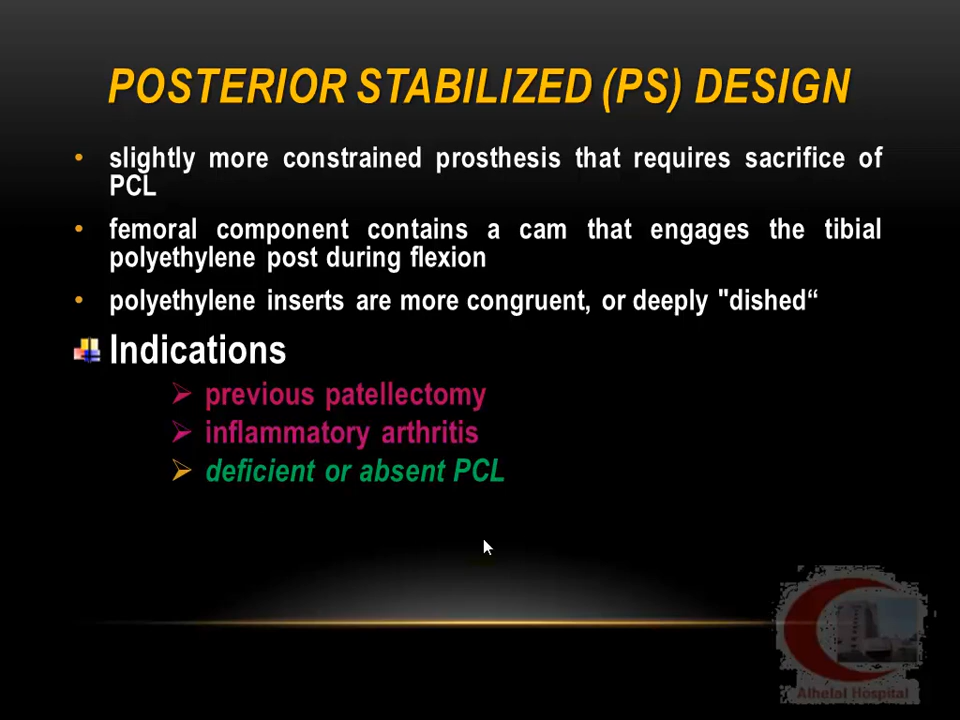 POSTERIOR STABILIZED (PS) DESIGN
• slightly more constrained prosthesis that requires sacrifice of
PCL
• femoral component contains a cam that engages the tibial
polyethylene post during flexion
• polyethylene inserts are more congruent, or deeply "dished“
Indications
➢ previous patellectomy
➢ inflammatory arthritis
➢ deficient or absent PCL
Alhelal Hospital